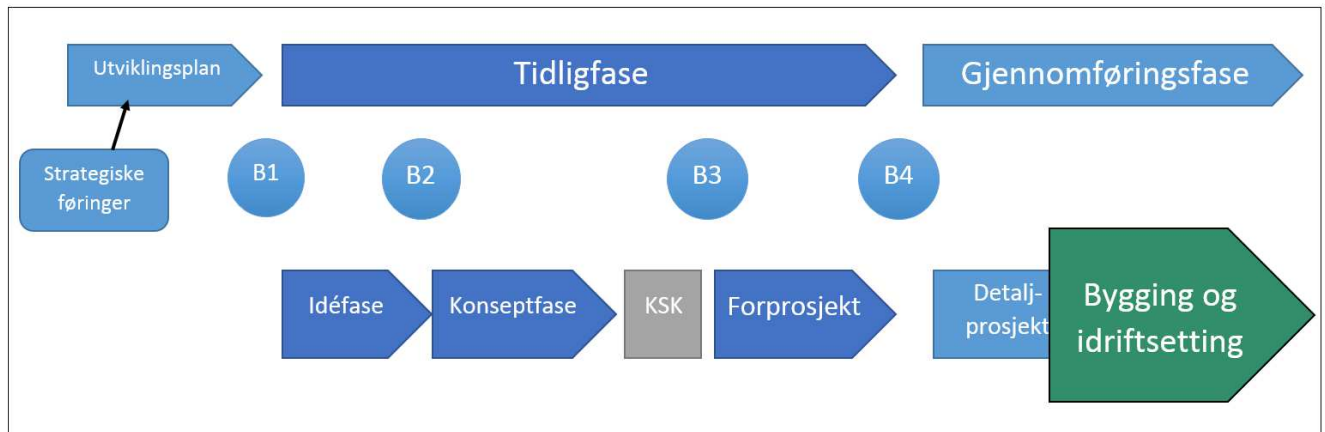 Utviklingsplan
Tidligfase
Gjennomføringsfase
Strategiske
føringer
B1
B2
B3
B4
Idéfase
Konseptfase
KSK
Forprosjekt
Detalj-
prosjekt
Bygging og
idriftsetting